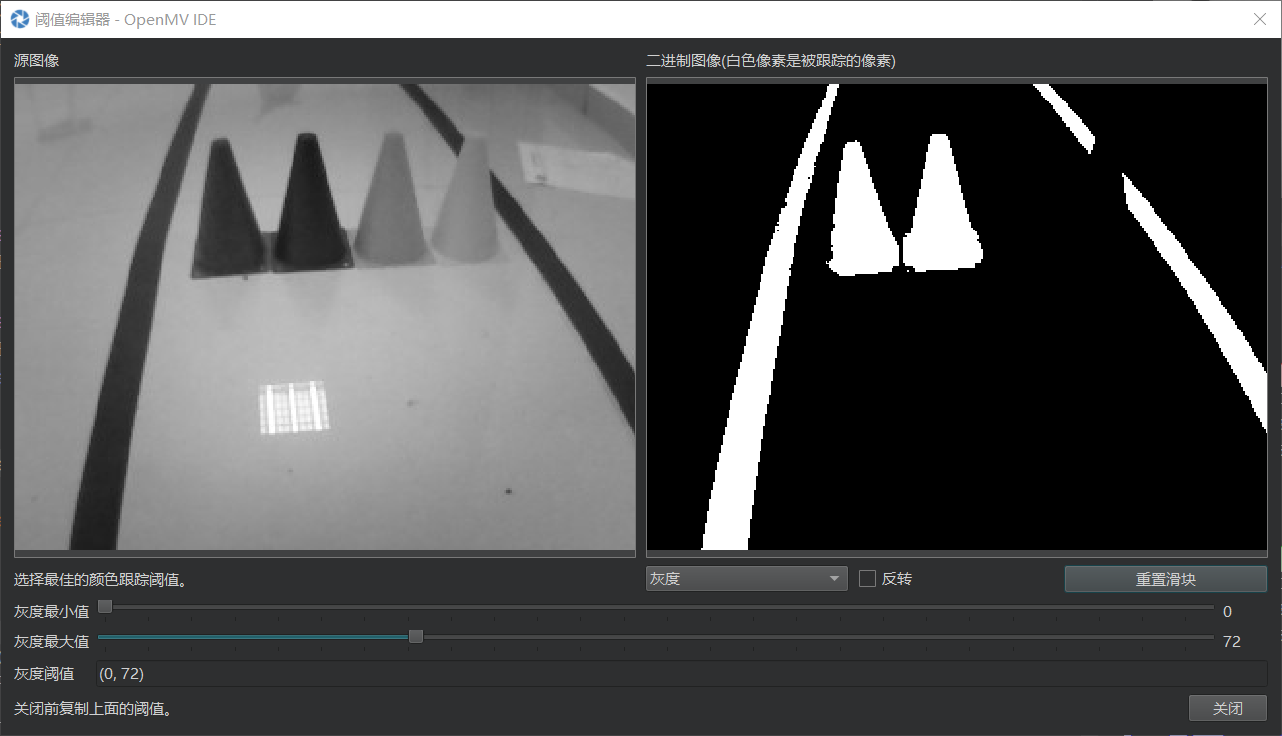 阈值编辑器 - OpenMV IDE
源图像
二进制图像(白色像素是被跟踪的像素)
选择最佳的颜色跟踪阈值。
灰度
反转
重置滑块
灰度最小值
0
灰度最大值
72
灰度阈值
(0, 72)
关闭前复制上面的阈值。
关闭